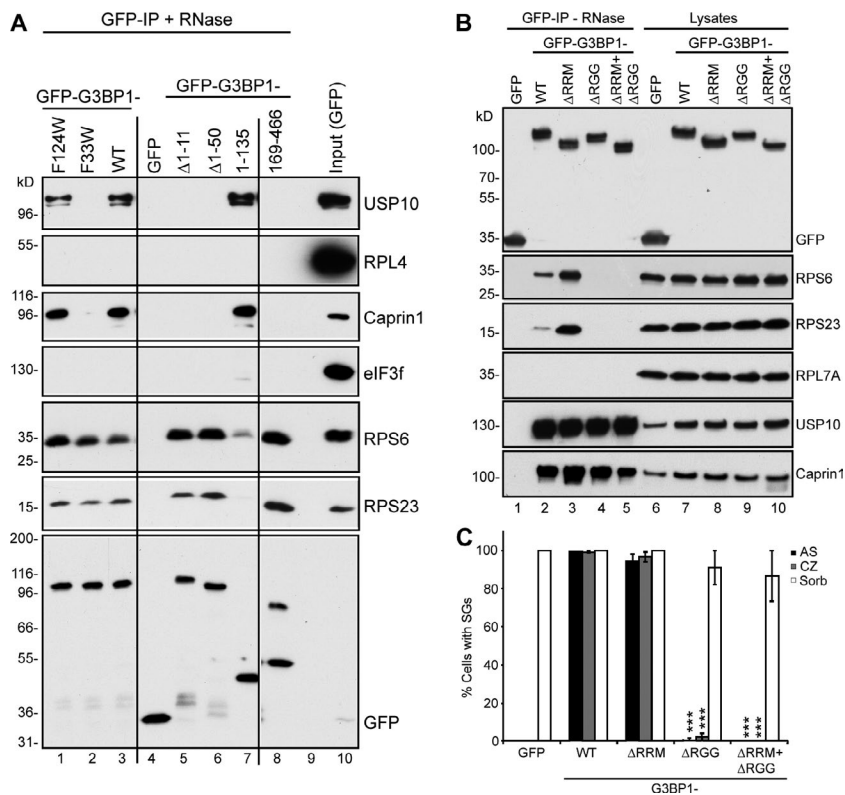 A
GFP-IP + RNase
GFP-G3BP1-
GFP-G3BP1-
F124W
F33W
WT
GFP
Δ1-11
Δ1-50
1-135
169-466
Input (GFP)
kD
96-
USP10
55-
RPL4
116-
96-
Caprin1
130-
eIF3f
35-
25-
RPS6
15-
RPS23
200-
116-
96-
66-
55-
36-
31-
GFP
1 2 3 4 5 6 7 8 9 10
B
GFP-IP - RNase Lysates
GFP-G3BP1- GFP-G3BP1-
GFP
WT
ΔRRM
ΔRGG
ΔRRM+
ΔRGG
GFP
WT
ΔRRM
ΔRGG
ΔRRM+
ΔRGG
kD
100-
70-
55-
35-
GFP
35-
25-
RPS6
15-
RPS23
35-
RPL7A
130-
USP10
100-
Caprin1
1 2 3 4 5 6 7 8 9 10
C
% Cells with SGs
100
80
60
40
20
0
AS
CZ
Sorb
*** ***
*** ***
GFP WT ΔRRM ΔRGG ΔRRM+
ΔRGG
G3BP1-